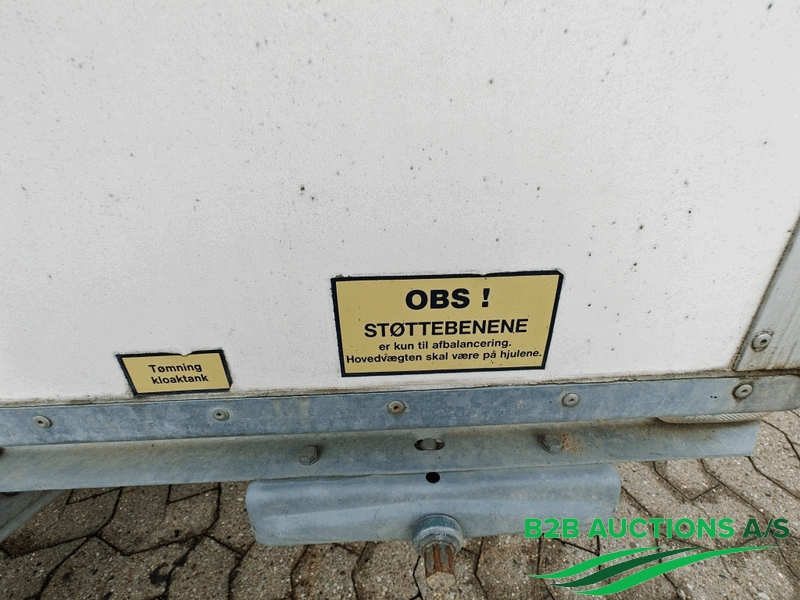 OBS !
STØTTEBENENE
er kun til afbalancering.
Hovedvægten skal være på hjulene.
Tømning
kloaktank
B2B AUCTIONS A/S